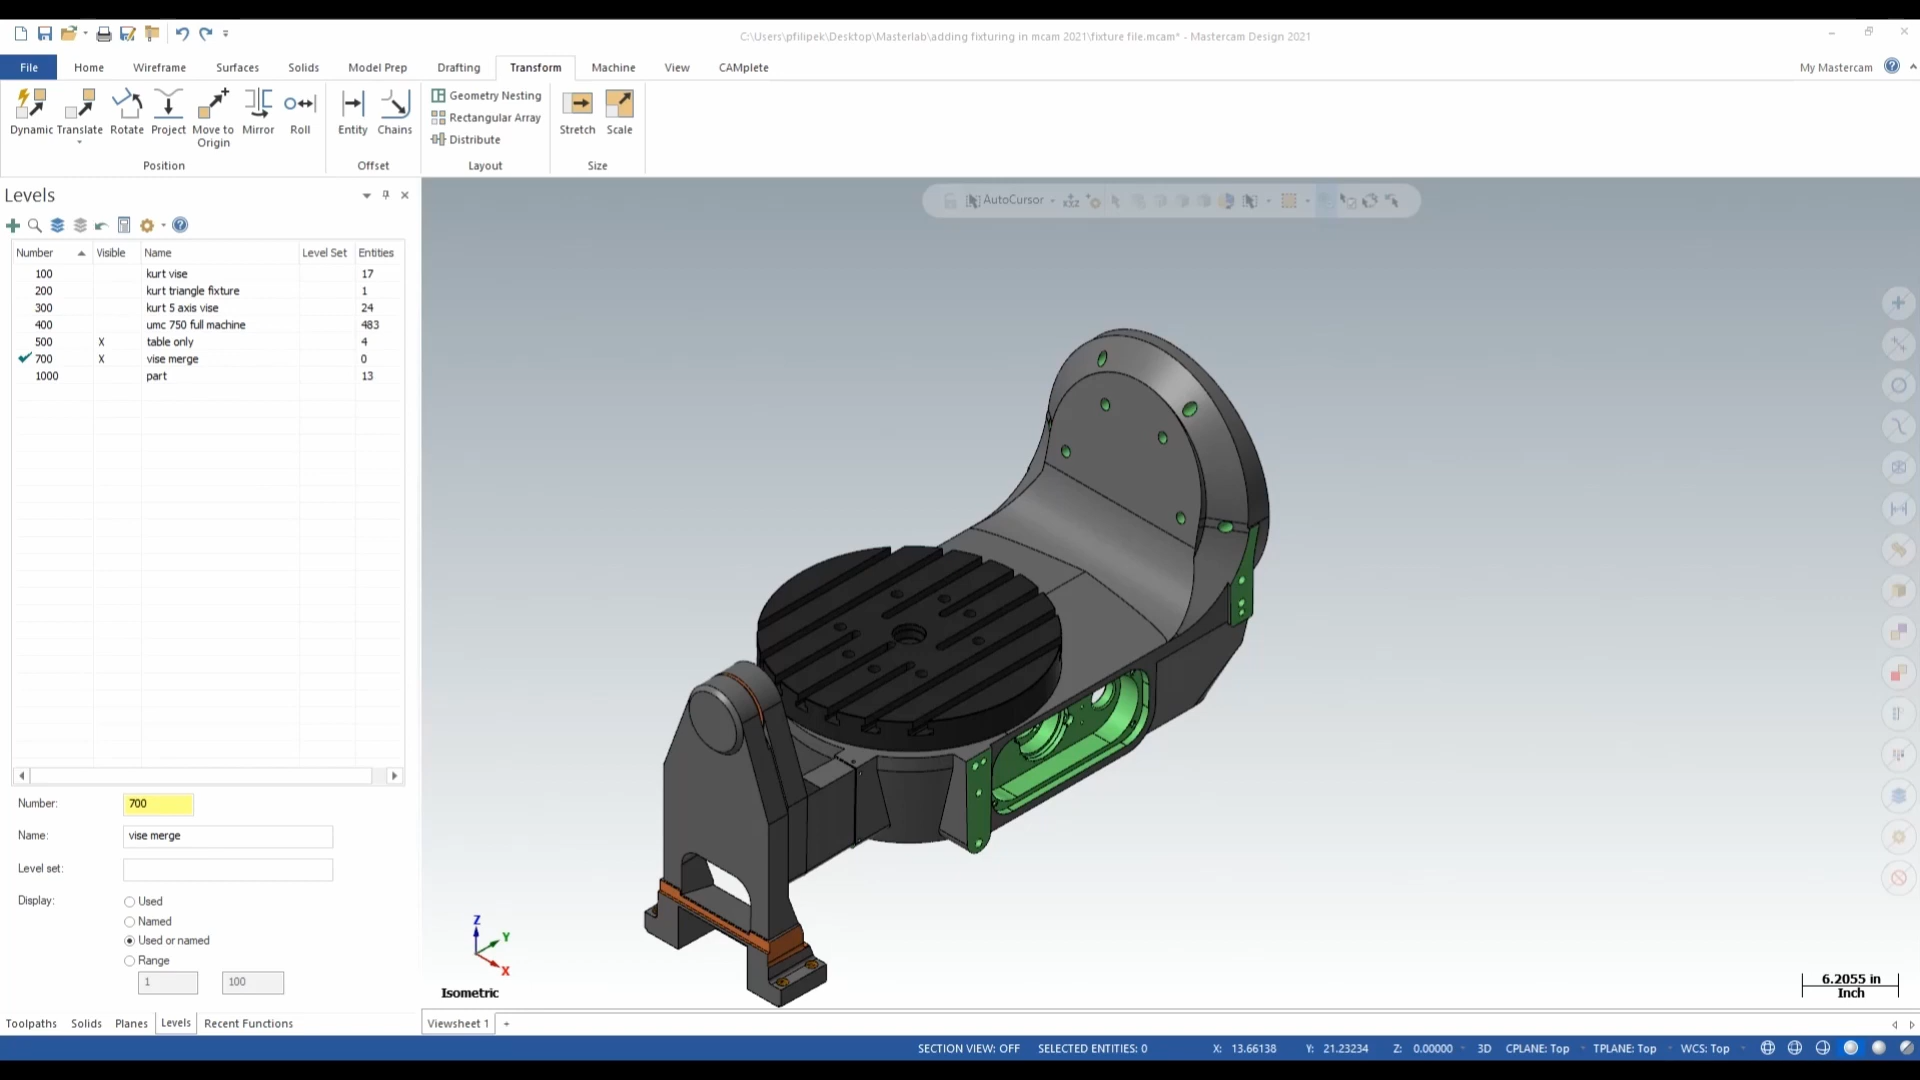 C:\Users\pfilipek\Desktop\Masterlab\adding fixturing in mcam 2021\fixture file.mcam* - Mastercam Design 2021
File Home Wireframe Surfaces Solids Model Prep Drafting Transform Machine View CAMplete My Mastercam
Dynamic Translate Rotate Project Move to Origin Mirror Roll
Position
Entity Chains
Offset
Geometry Nesting
Rectangular Array
Distribute
Layout
Stretch Scale
Size
Levels
AutoCursor
Number Visible Name Level Set Entities
100 kurt vise 17
200 kurt triangle fixture 1
300 kurt 5 axis vise 24
400 umc 750 full machine 483
500 X table only 4
700 X vise merge 0
1000 part 13
Number: 700
Name: vise merge
Level set:
Display:
Used
Named
Used or named
Range
1 100
Z
Y
X
Isometric
6.2055 in
Inch
Toolpaths Solids Planes Levels Recent Functions
Viewsheet 1 +
SECTION VIEW: OFF SELECTED ENTITIES: 0 X: 13.66138 Y: 21.23234 Z: 0.00000 3D CPLANE: Top TPLANE: Top WCS: Top